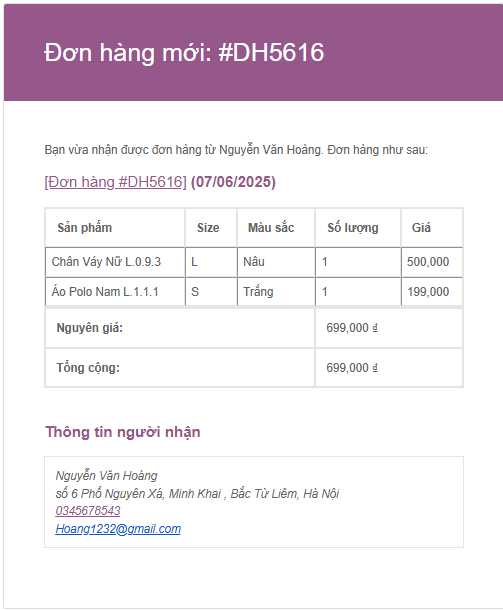 Đơn hàng mới: #DH5616
Bạn vừa nhận được đơn hàng từ Nguyễn Văn Hoàng. Đơn hàng như sau:
[Đơn hàng #DH5616] (07/06/2025)
Sản phẩm Size Màu sắc Số lượng Giá
Chân Váy Nữ L.0.9.3 L Nâu 1 500,000
Áo Polo Nam L.1.1.1 S Trắng 1 199,000
Nguyên giá: 699,000 ₫
Tổng cộng: 699,000 ₫
Thông tin người nhận
Nguyễn Văn Hoàng
số 6 Phố Nguyên Xá, Minh Khai , Bắc Từ Liêm, Hà Nội
0345678543
Hoang1232@gmail.com